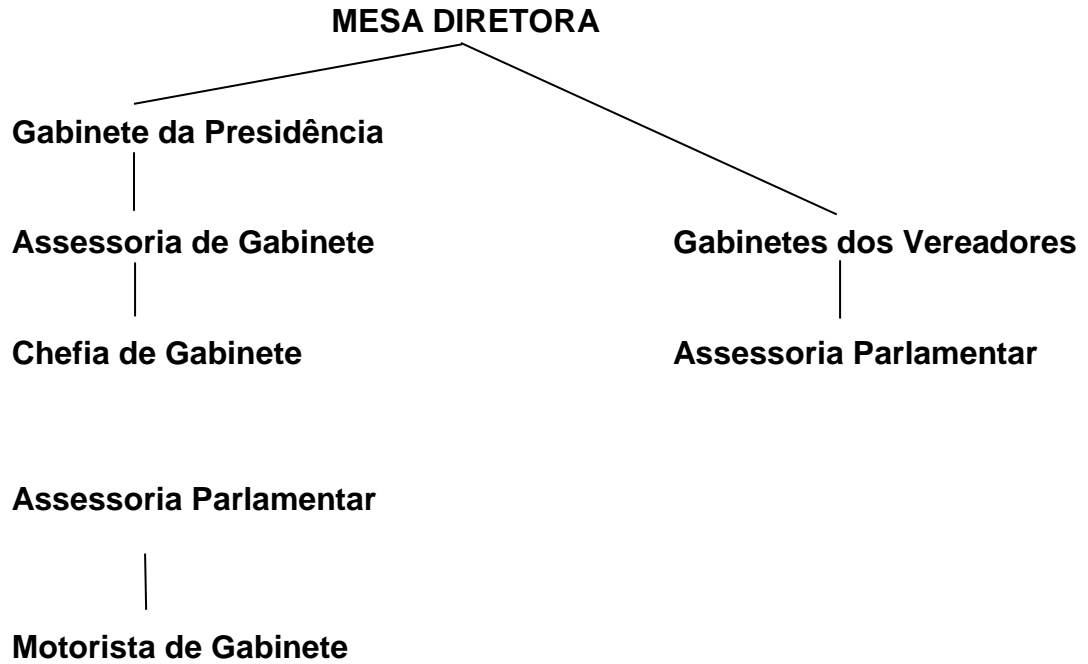 MESA DIRETORA
Gabinete da Presidência
Assessoria de Gabinete
Gabinetes dos Vereadores
Chefia de Gabinete
Assessoria Parlamentar
Assessoria Parlamentar
Motorista de Gabinete